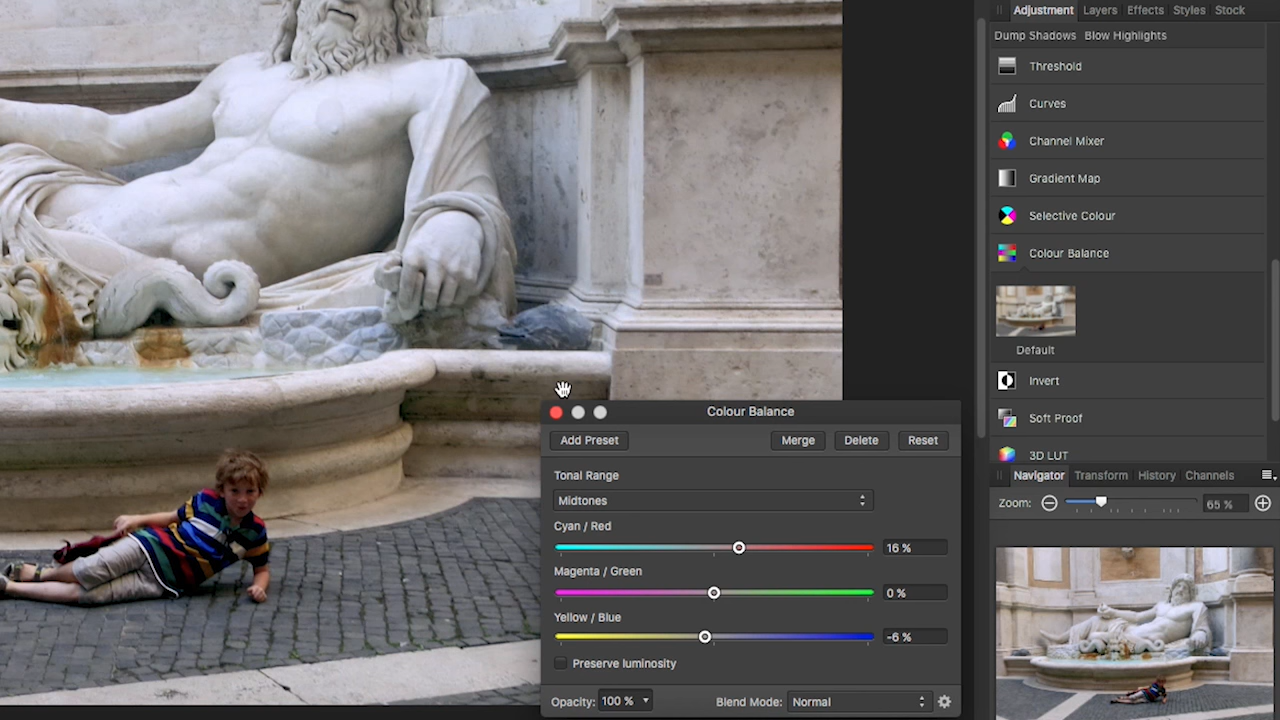 Adjustment Layers Effects Styles Stock
Dump Shadows Blow Highlights
Threshold
Curves
Channel Mixer
Gradient Map
Selective Colour
Colour Balance
Default
Invert
Soft Proof
3D LUT
Navigator Transform History Channels
Zoom: 65 %
Colour Balance
Add Preset Merge Delete Reset
Tonal Range
Midtones
Cyan / Red
16 %
Magenta / Green
0 %
Yellow / Blue
-6 %
Preserve luminosity
Opacity: 100 % Blend Mode: Normal